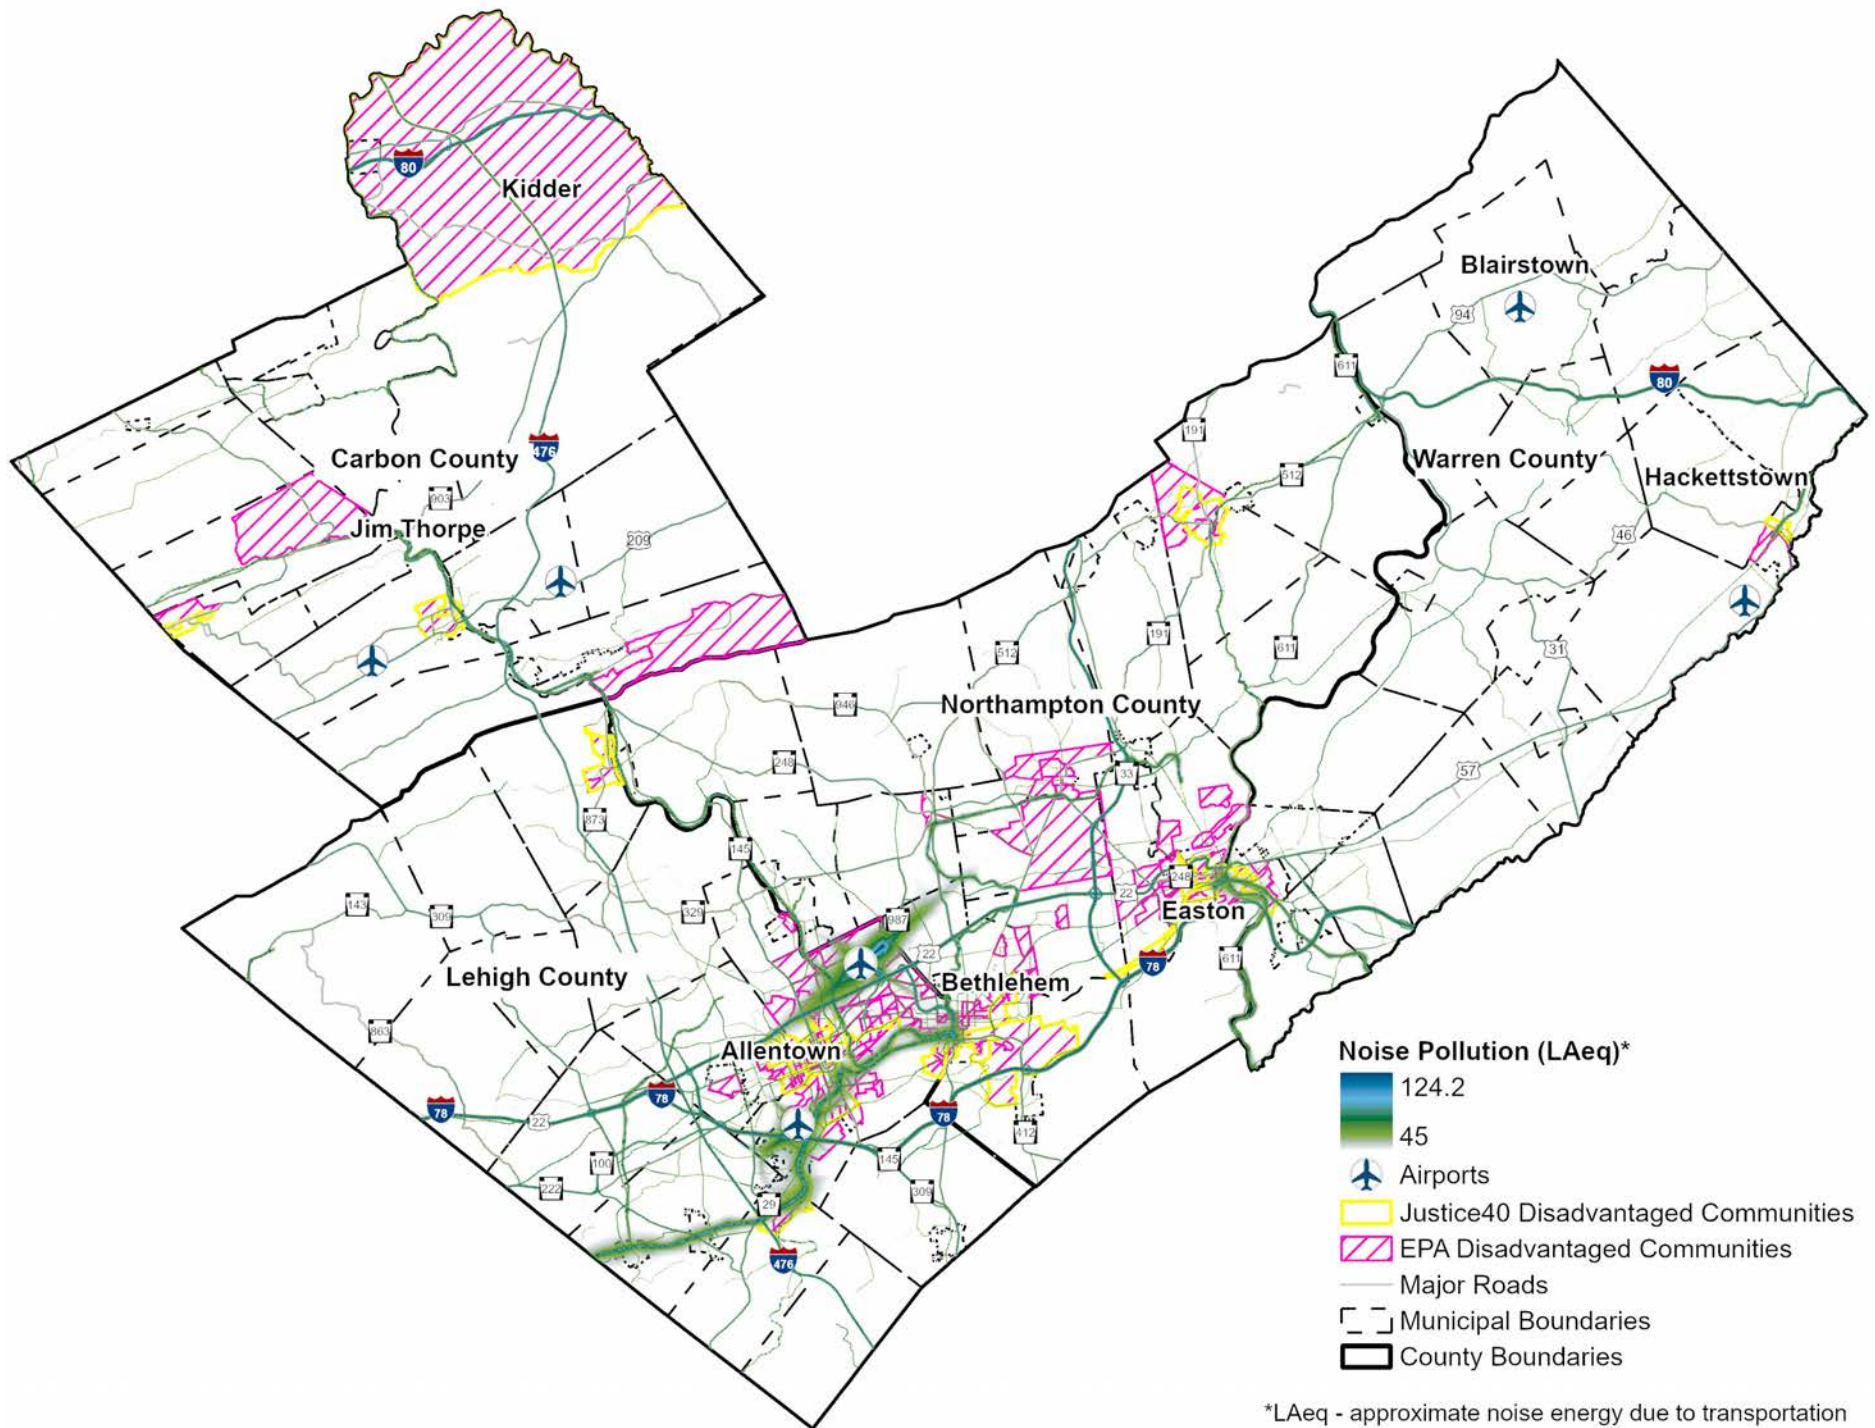 80
Kidder
Blairstown
94
611
80
191
Carbon County
476
512
Warren County
Hackettstown
903
Jim Thorpe
209
46
512
191
611
31
946
Northampton County
248
33
57
873
145
248
22
143
309
329
987
Easton
22
611
78
Lehigh County
Bethlehem
863
Allentown
78
22
78
78
412
100
145
222
309
29
476
Noise Pollution (LAeq)*
124.2
45
Airports
Justice40 Disadvantaged Communities
EPA Disadvantaged Communities
Major Roads
Municipal Boundaries
County Boundaries
*LAeq - approximate noise energy due to transportation